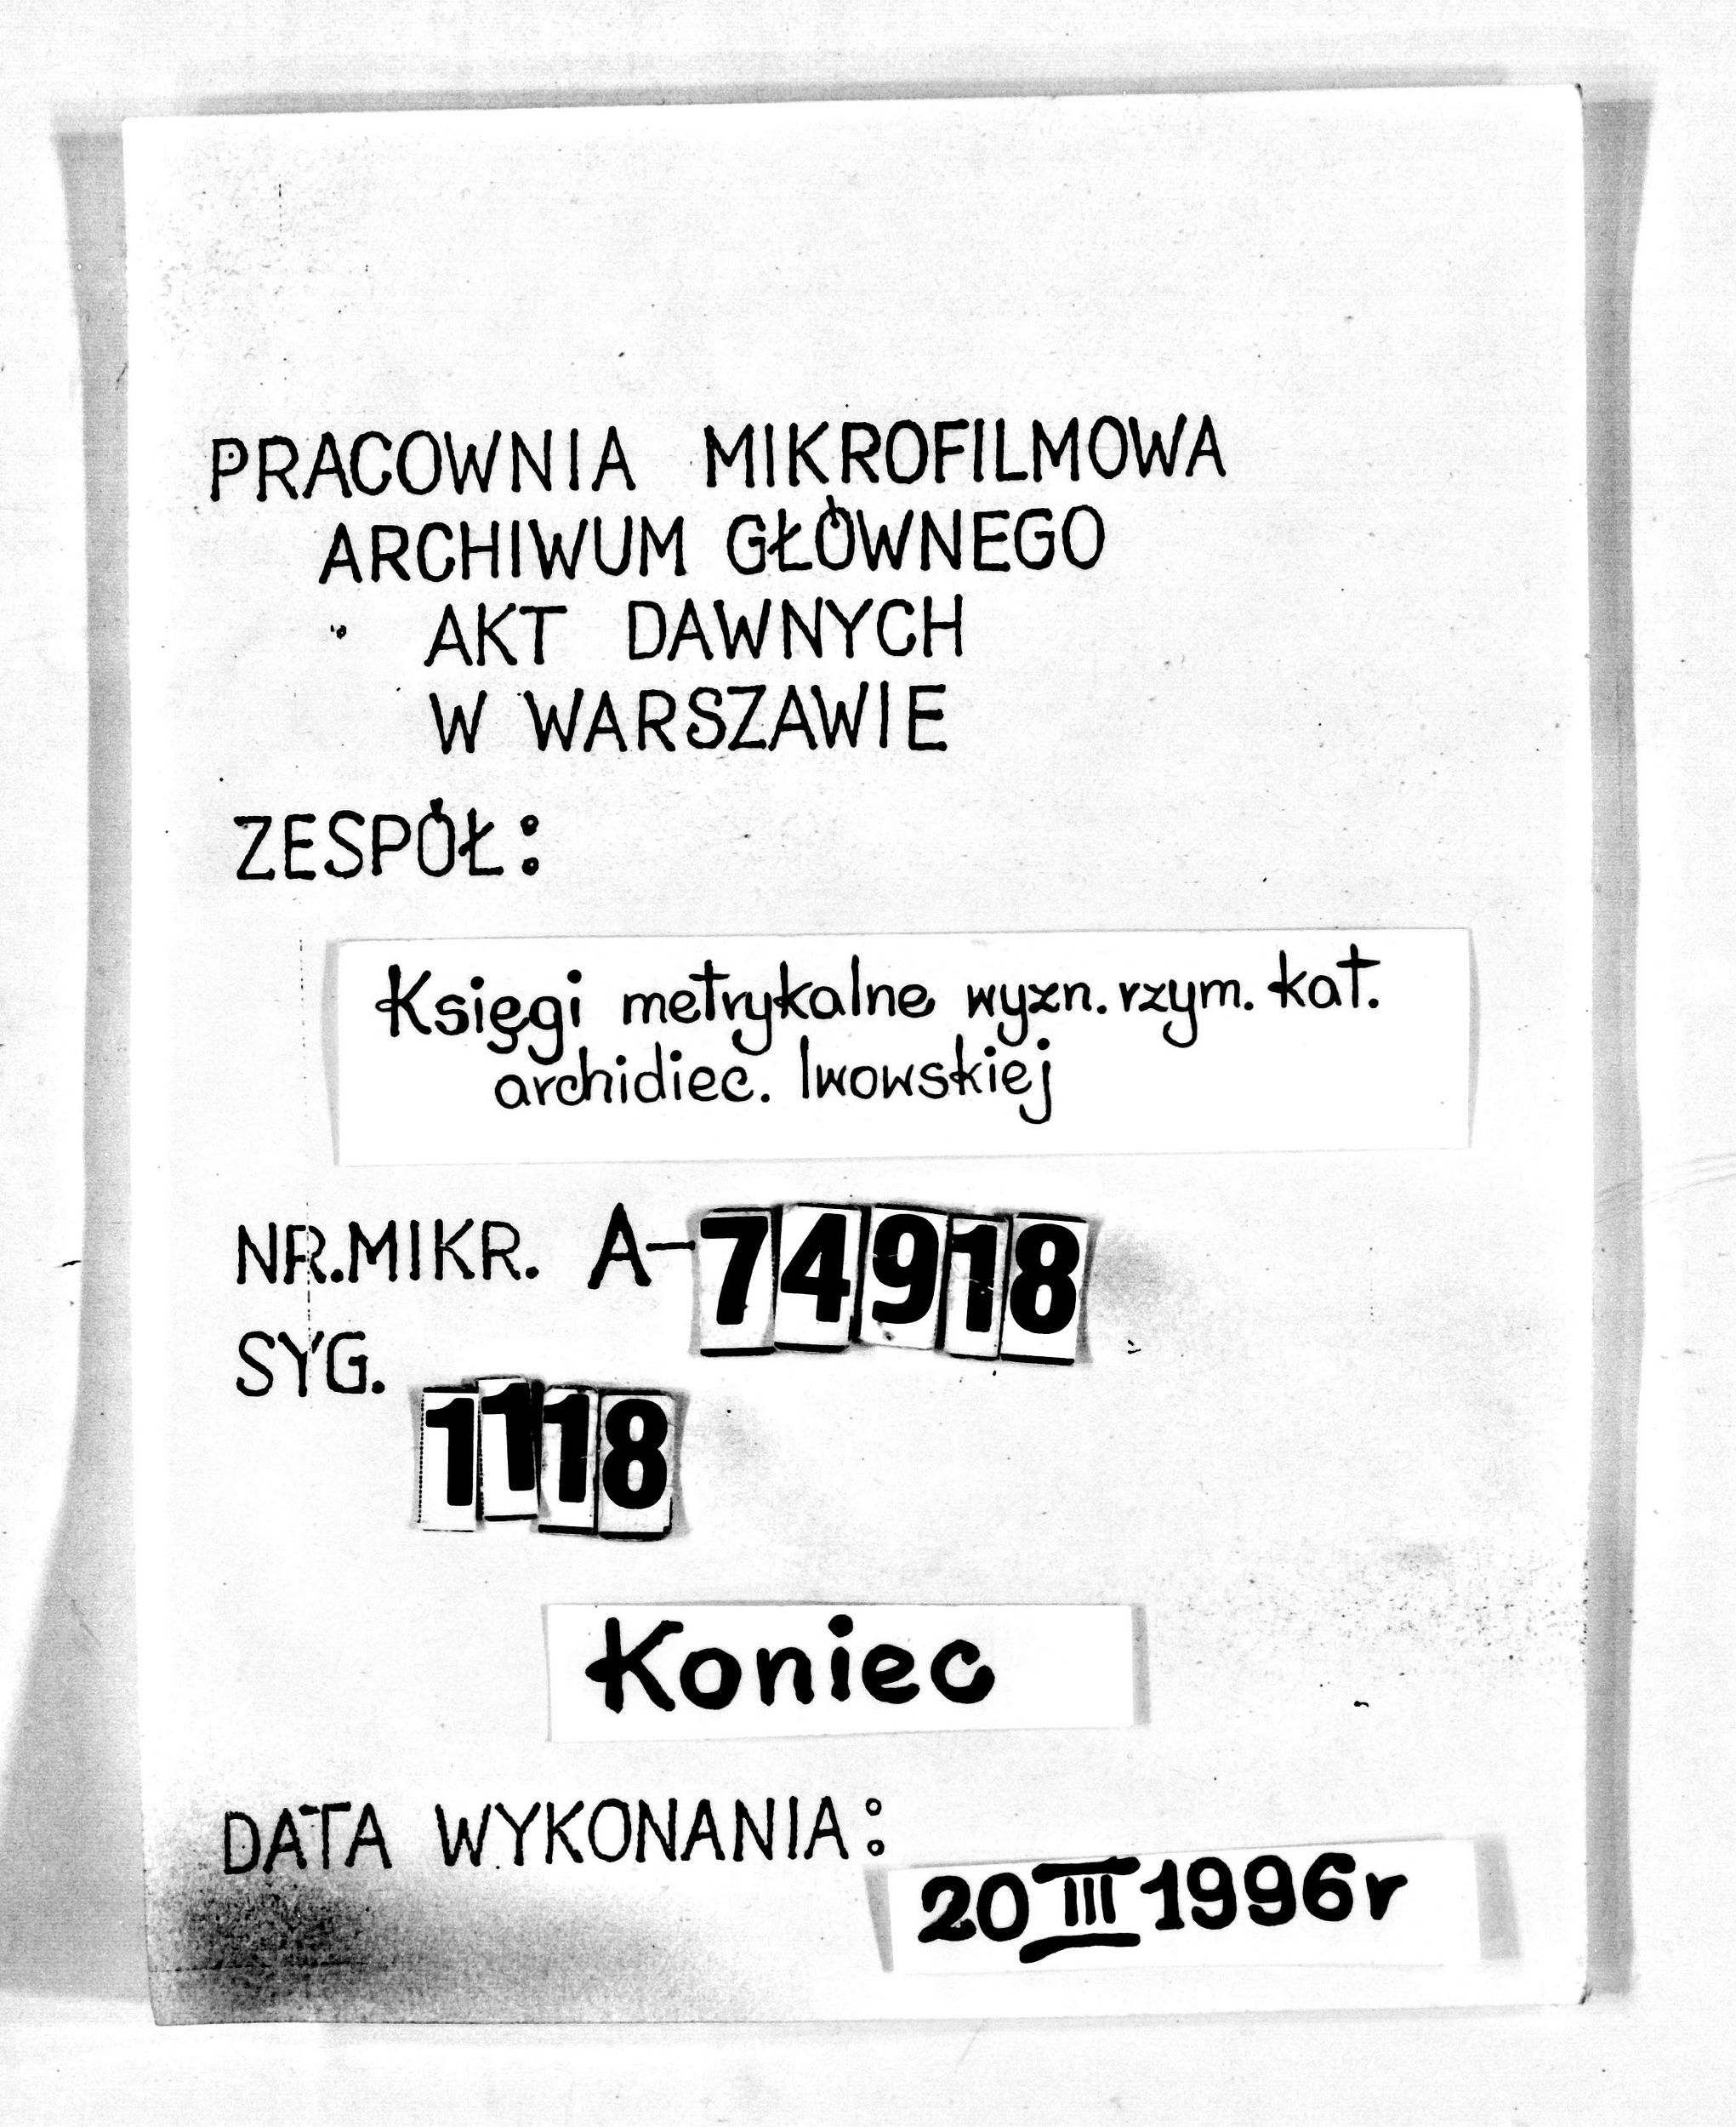 PRACOWNIA MIKROFILMOWA
ARCHIWUM GŁÓWNEGO
AKT DAWNYCH
W WARSZAWIE
ZESPÓŁ:
Księgi metrykalne wyzn. rzym. kat.
archidiec. lwowskiej
NR.MIKR. A-74918
SYG.
1118
Koniec
DATA WYKONANIA:
20 III 1996r